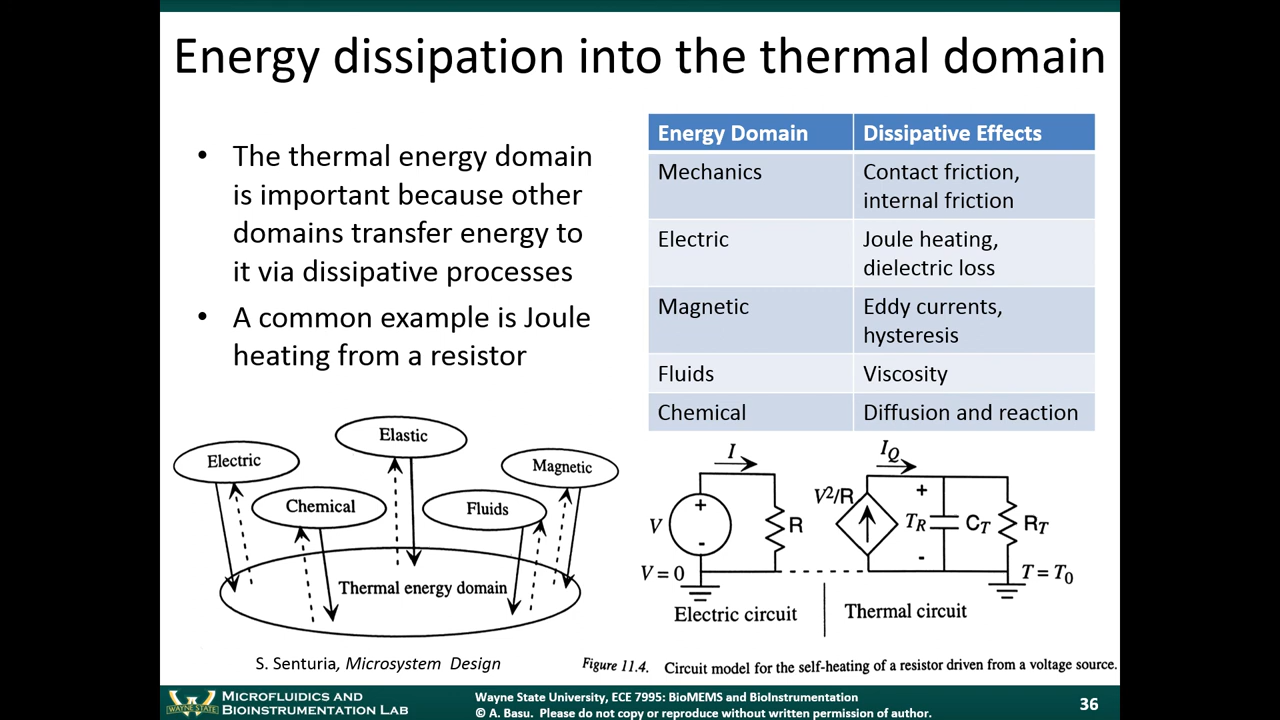 Energy dissipation into the thermal domain
• The thermal energy domain
is important because other
domains transfer energy to
it via dissipative processes
• A common example is Joule
heating from a resistor
Energy Domain Dissipative Effects
Mechanics Contact friction,
internal friction
Electric Joule heating,
dielectric loss
Magnetic Eddy currents,
hysteresis
Fluids Viscosity
Chemical Diffusion and reaction
Elastic
Electric
Magnetic
Chemical
Fluids
Thermal energy domain
S. Senturia, Microsystem Design
I
V
+
-
R
V = 0
Electric circuit
I_Q
V²/R
+
T_R
-
C_T
R_T
T = T₀
Thermal circuit
Figure 11.4. Circuit model for the self-heating of a resistor driven from a voltage source.
WAYNE STATE
MICROFLUIDICS AND
BIOINSTRUMENTATION LAB
Wayne State University, ECE 7995: BioMEMS and BioInstrumentation
© A. Basu. Please do not copy or reproduce without written permission of author.
36